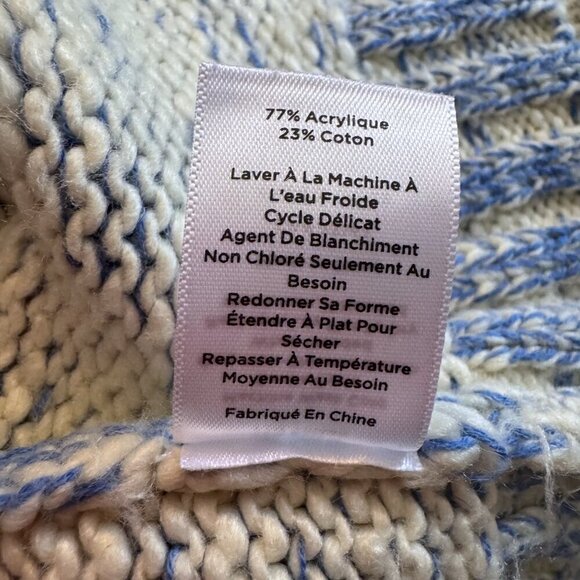 77% Acrylique
23% Coton
Laver À La Machine À
L'eau Froide
Cycle Délicat
Agent De Blanchiment
Non Chloré Seulement Au
Besoin
Redonner Sa Forme
Étendre À Plat Pour
Sécher
Repasser À Température
Moyenne Au Besoin
Fabriqué En Chine